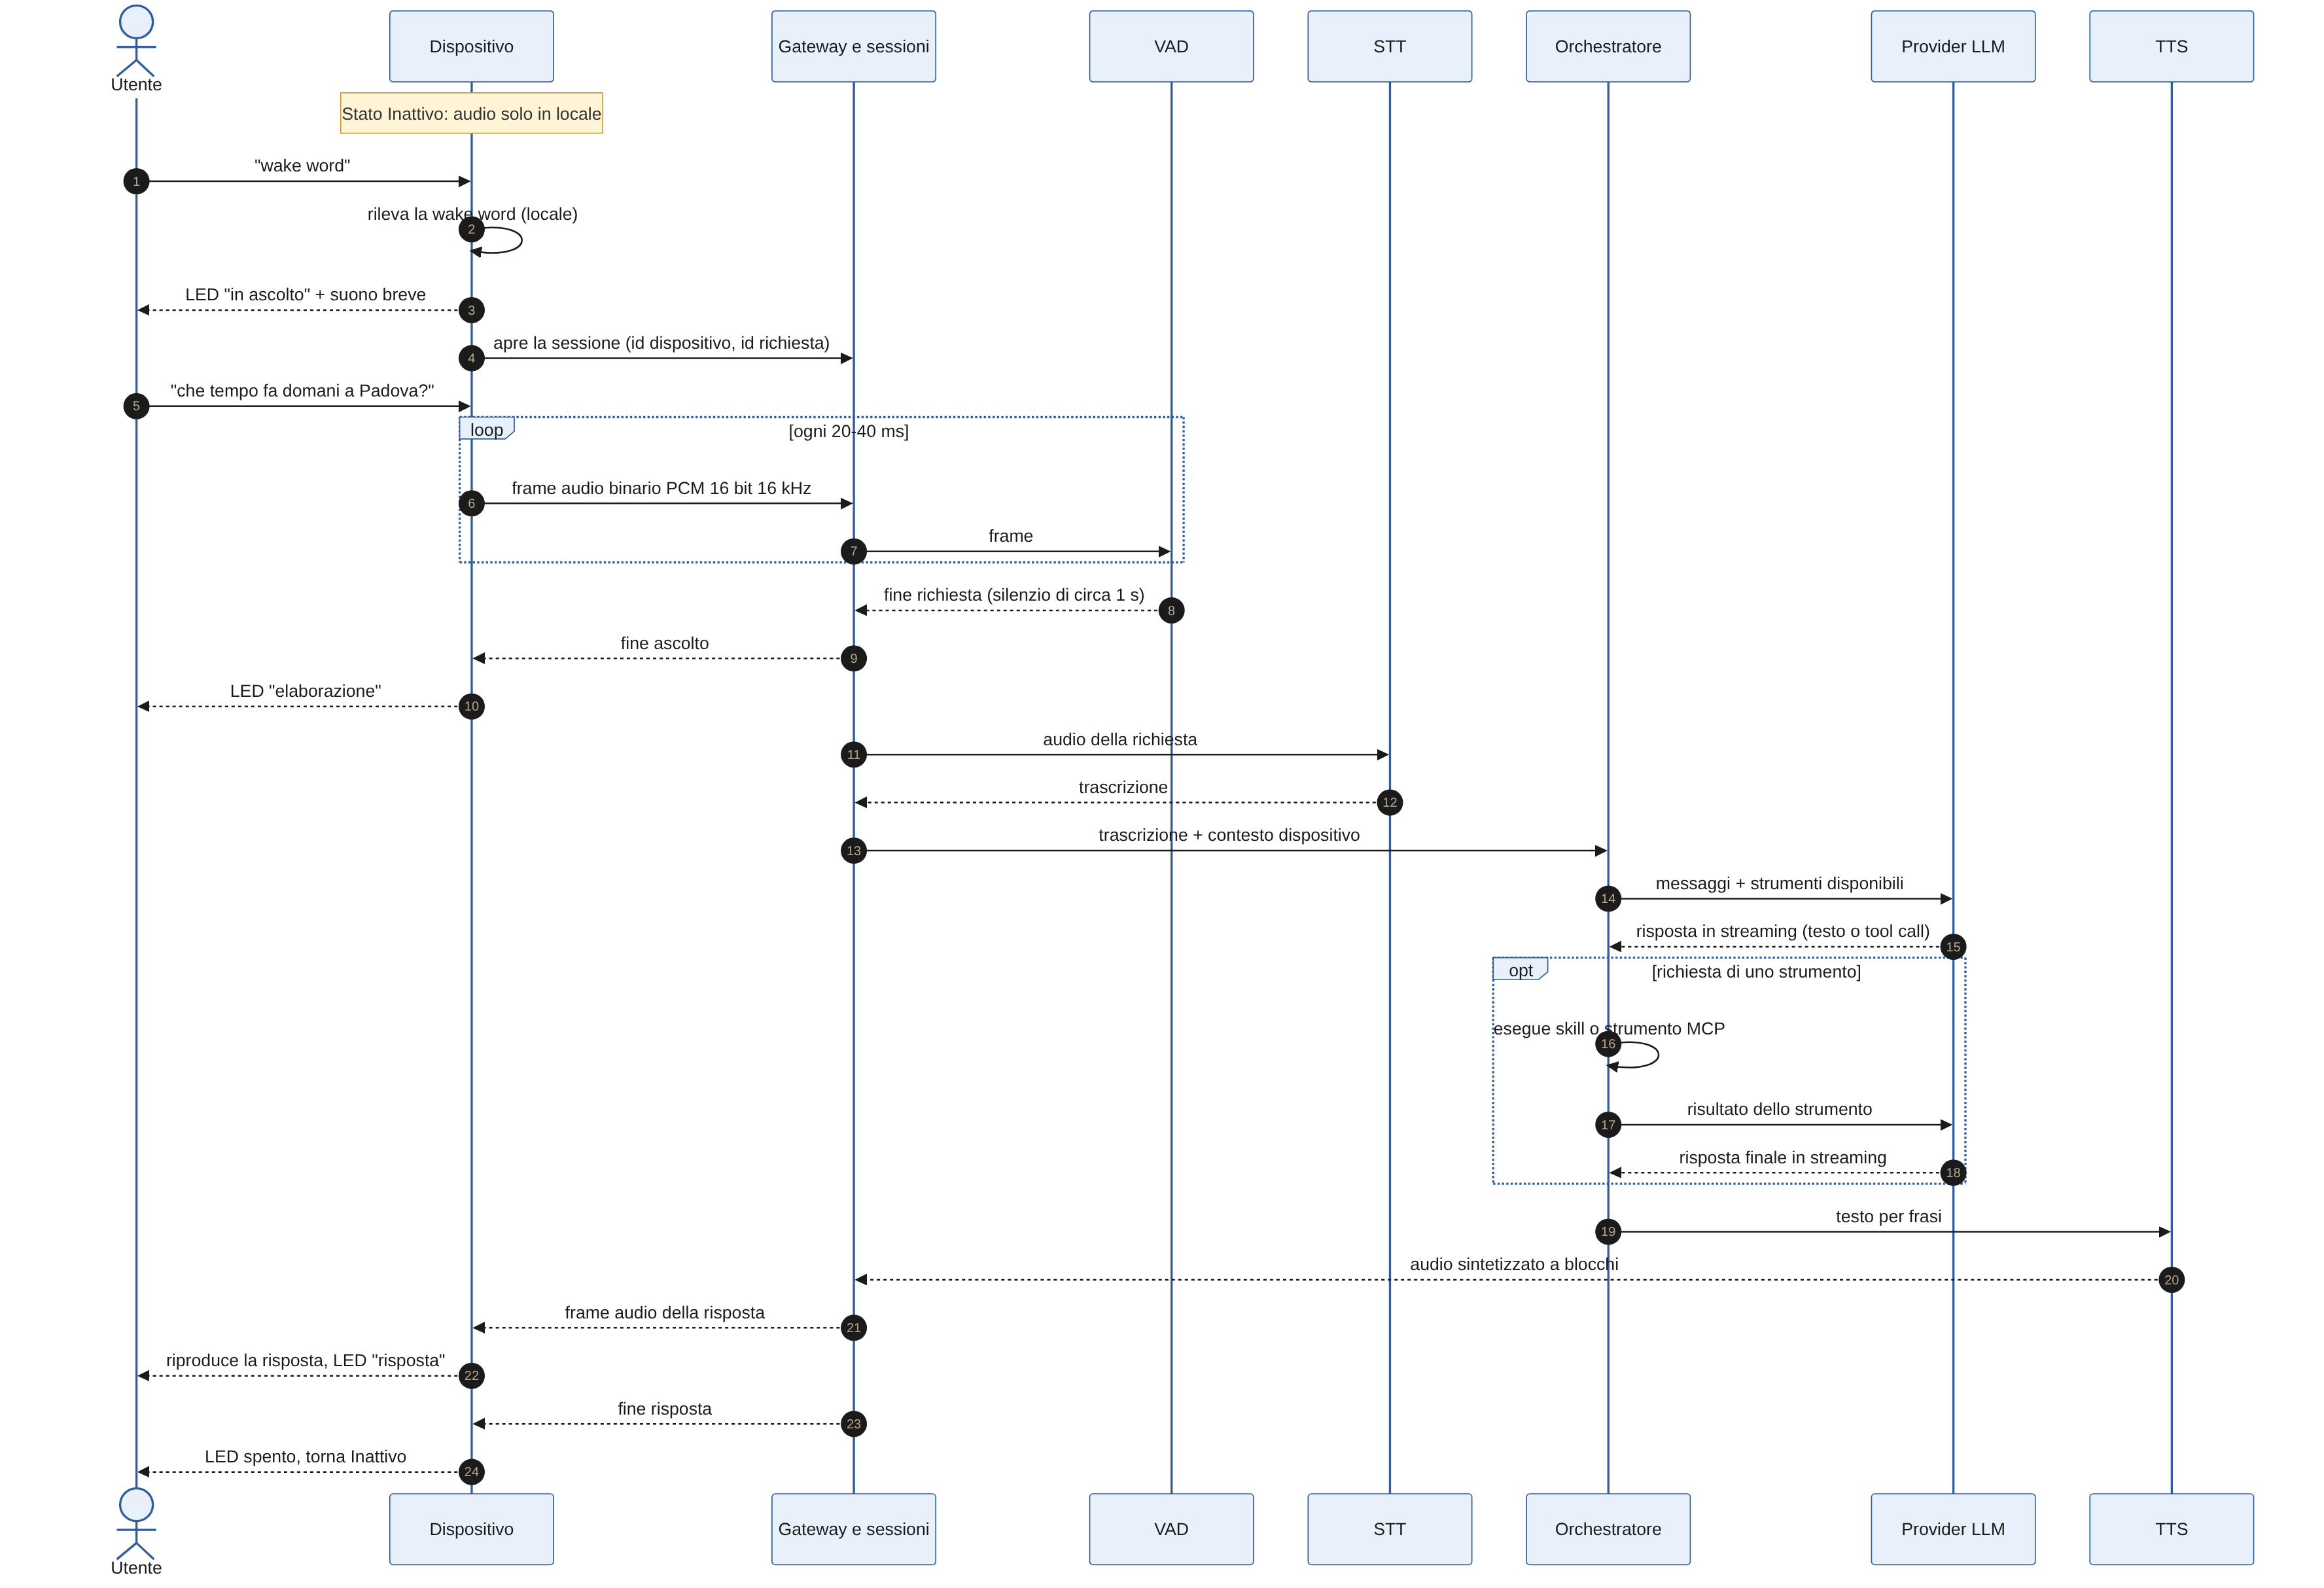 Utente
Dispositivo
Gateway e sessioni
VAD
STT
Orchestratore
Provider LLM
TTS
Stato Inattivo: audio solo in locale
"wake word"
1
rileva la wake word (locale)
2
LED "in ascolto" + suono breve
3
apre la sessione (id dispositivo, id richiesta)
4
"che tempo fa domani a Padova?"
5
loop
[ogni 20-40 ms]
frame audio binario PCM 16 bit 16 kHz
6
frame
7
fine richiesta (silenzio di circa 1 s)
8
fine ascolto
9
LED "elaborazione"
10
audio della richiesta
11
trascrizione
12
trascrizione + contesto dispositivo
13
messaggi + strumenti disponibili
14
risposta in streaming (testo o tool call)
15
opt
[richiesta di uno strumento]
esegue skill o strumento MCP
16
risultato dello strumento
17
risposta finale in streaming
18
testo per frasi
19
audio sintetizzato a blocchi
20
frame audio della risposta
21
riproduce la risposta, LED "risposta"
22
fine risposta
23
LED spento, torna Inattivo
24
Utente
Dispositivo
Gateway e sessioni
VAD
STT
Orchestratore
Provider LLM
TTS